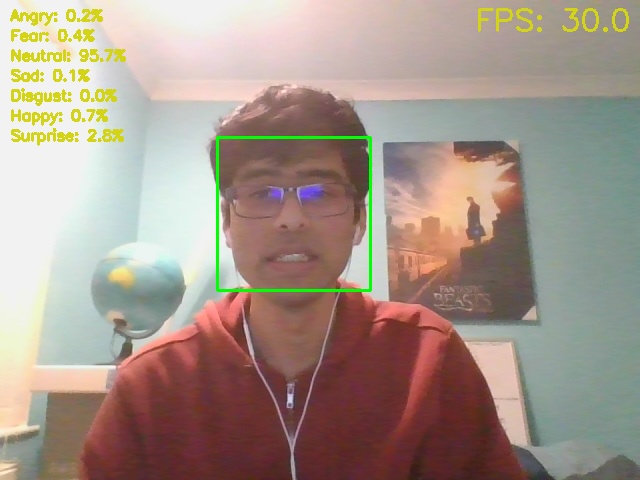 Angry: 0.2%
FPS: 30.0
Fear: 0.4%
Neutral: 95.7%
Sad: 0.1%
Disgust: 0.0%
Happy: 0.7%
Surprise: 2.8%
FANTASTIC
BEASTS